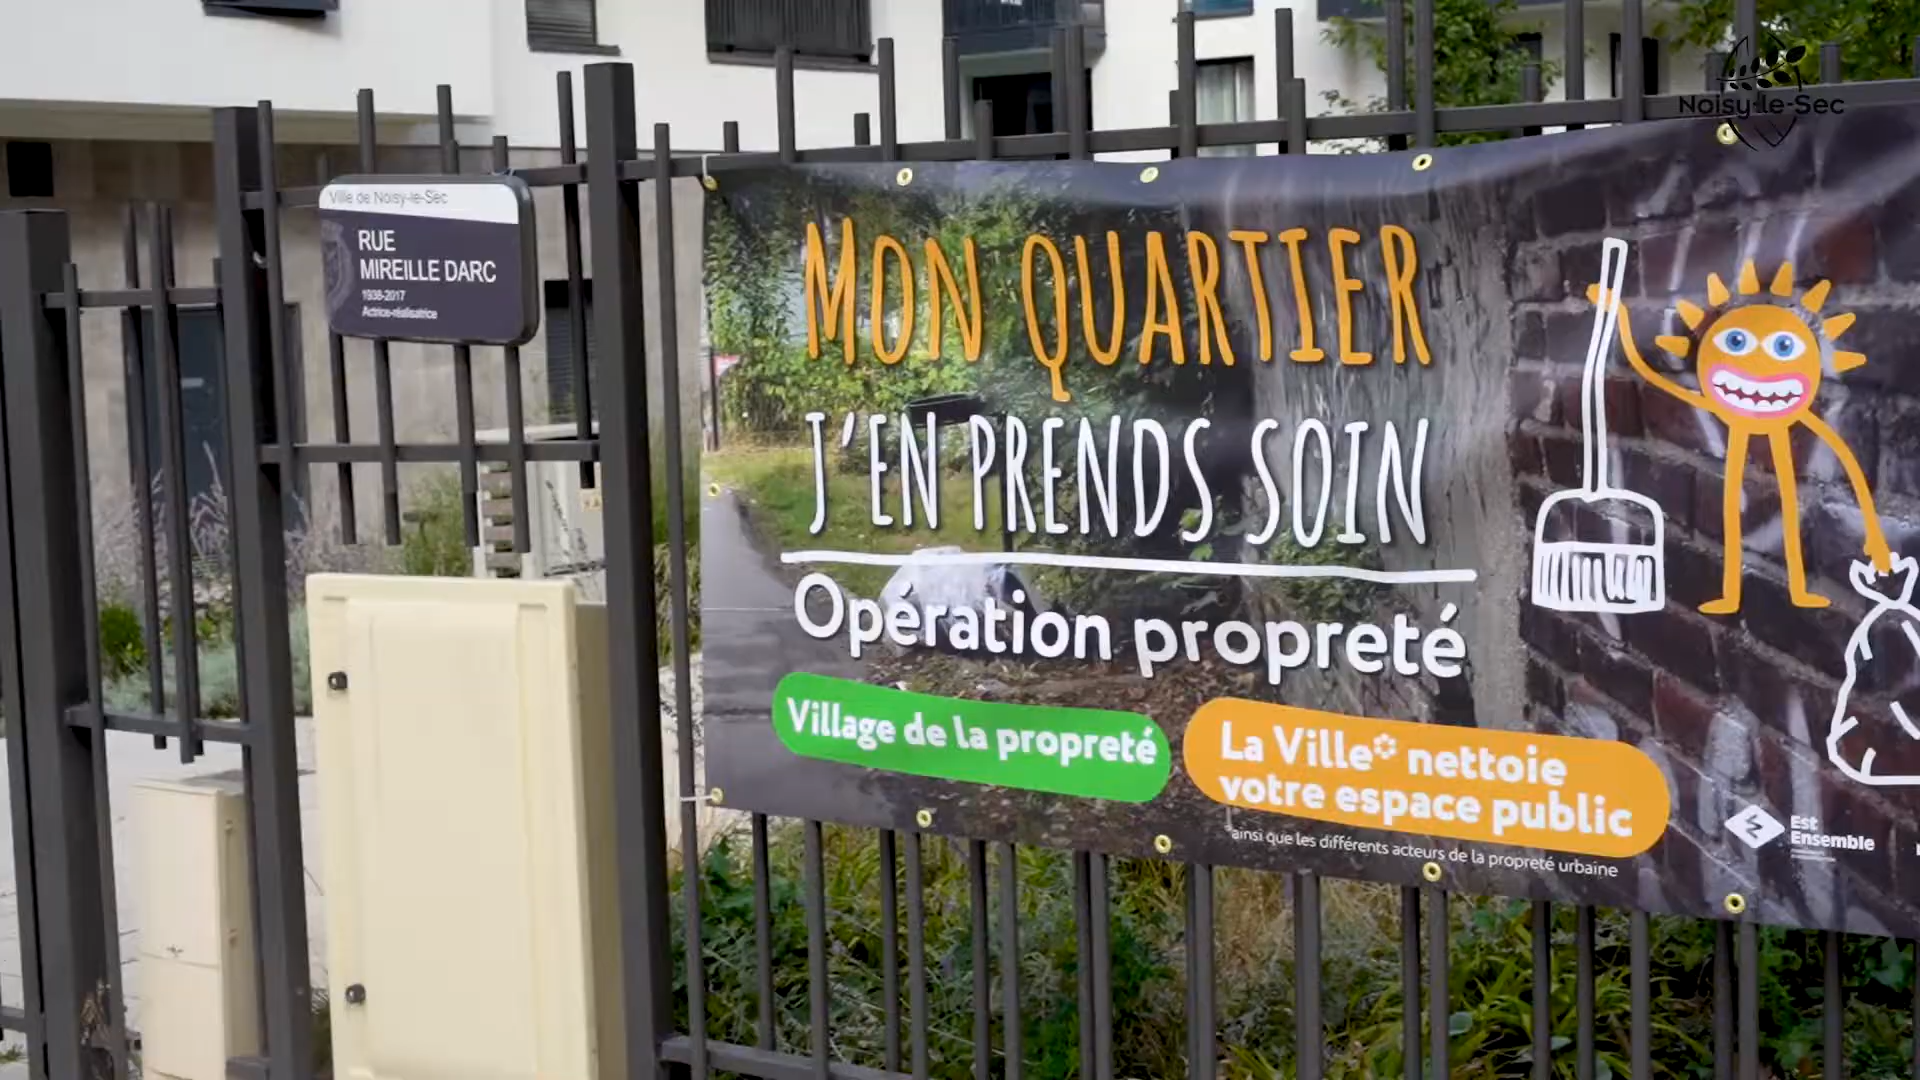 Noisy-le-Sec
Ville de Noisy-le-Sec
RUE
MIREILLE DARC
1938-2017
Actrice-réalisatrice
MON QUARTIER
J'EN PRENDS SOIN
Opération propreté
Village de la propreté
La Ville* nettoie
votre espace public
*ainsi que les différents acteurs de la propreté urbaine
Est
Ensemble